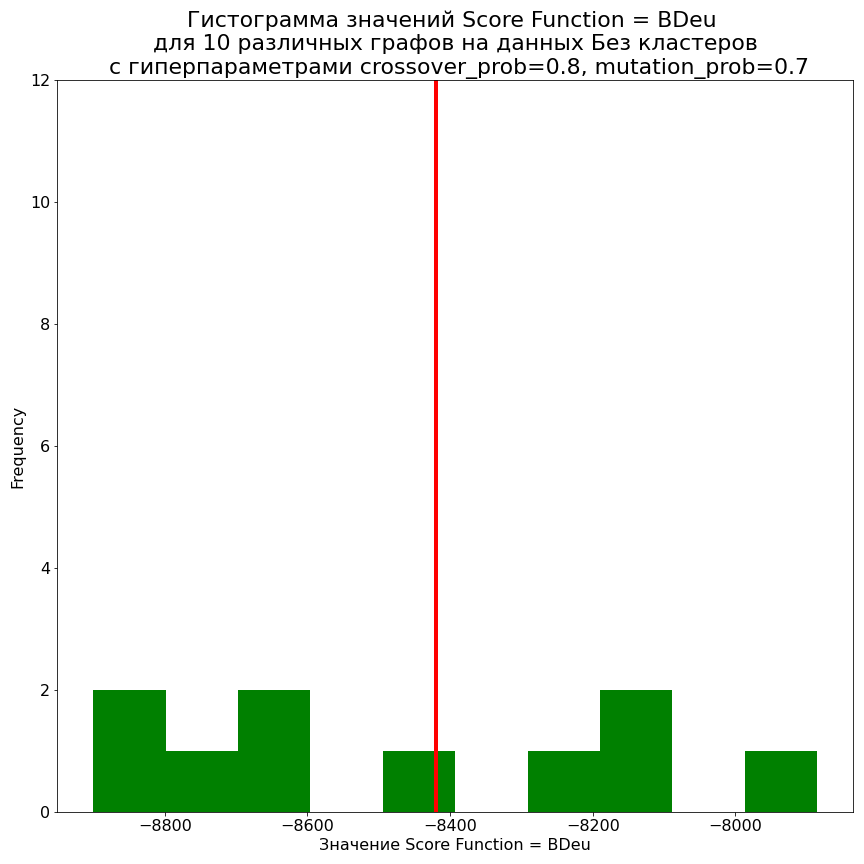 Гистограмма значений Score Function = BDeu
для 10 различных графов на данных Без кластеров
с гиперпараметрами crossover_prob=0.8, mutation_prob=0.7
12
10
8
6
4
2
0
Frequency
−8800
−8600
−8400
−8200
−8000
Значение Score Function = BDeu